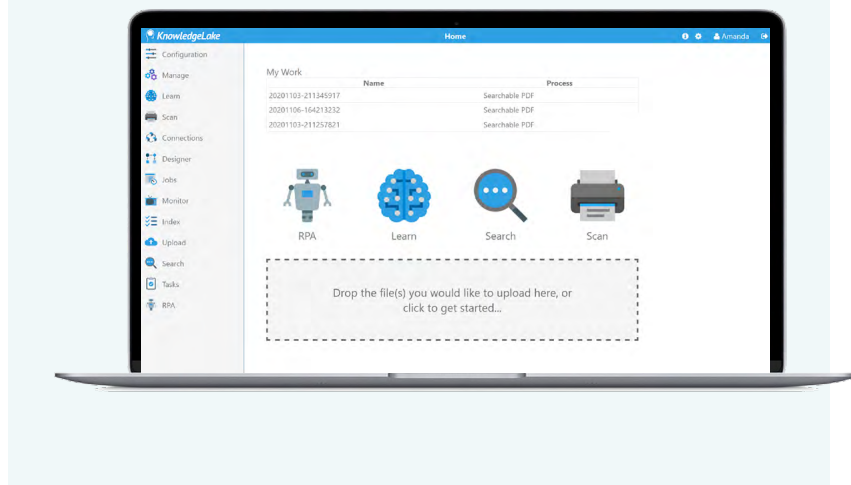 KnowledgeLake
Home
Amanda
Configuration
Manage
Learn
Scan
Connections
Designer
Jobs
Monitor
Index
Upload
Search
Tasks
RPA
My Work
Name Process
20201103-211345917 Searchable PDF
20201106-164213232 Searchable PDF
20201103-211257821 Searchable PDF
RPA Learn Search Scan
Drop the file(s) you would like to upload here, or
click to get started...